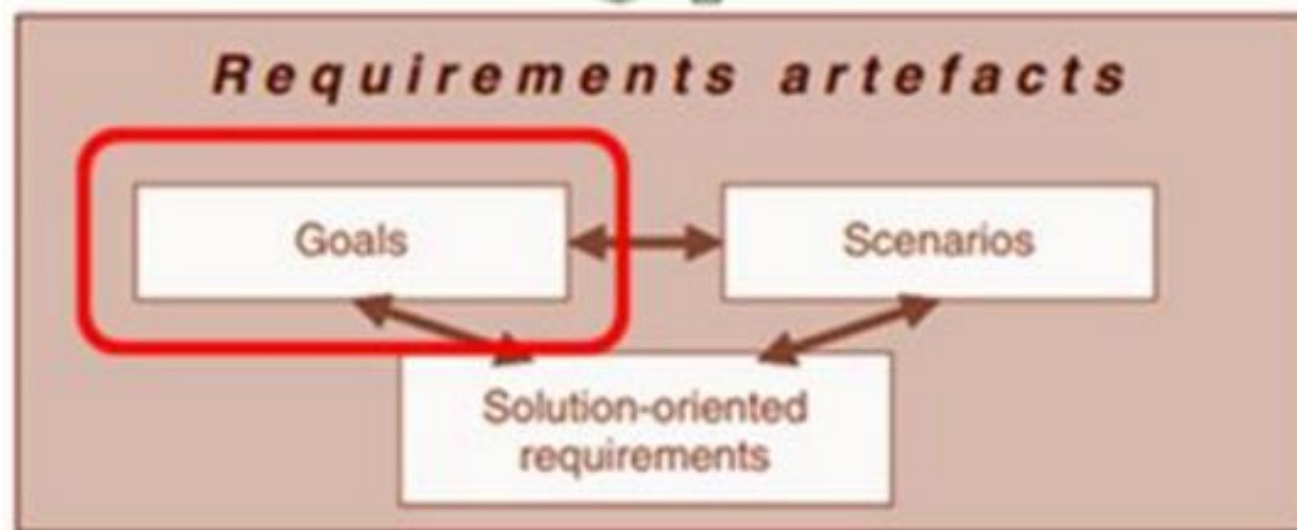 Requirements artefacts
Goals
Scenarios
Solution-oriented
requirements